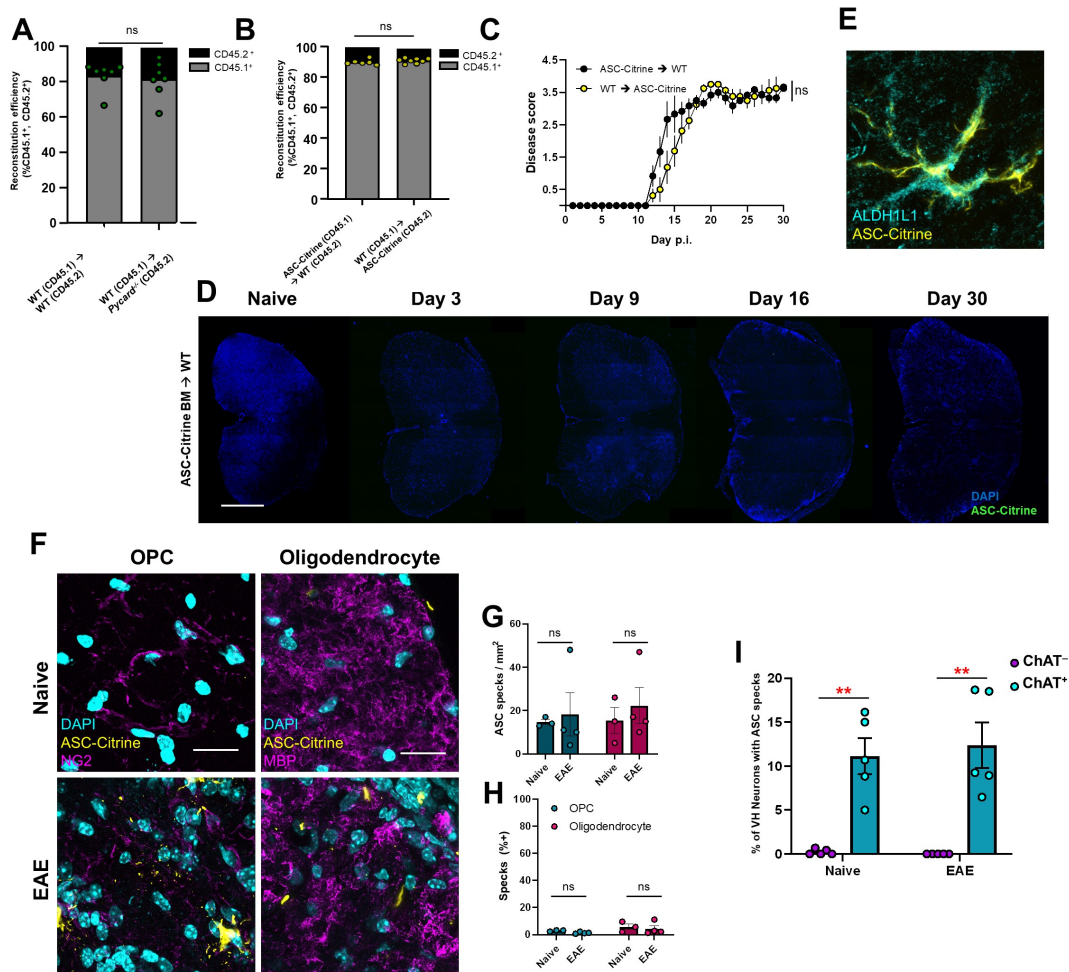 A
ns
CD45.2⁺
CD45.1⁺
Reconstitution efficiency
(%CD45.1⁺, CD45.2⁺)
100
80
60
40
20
0
WT (CD45.1) →
WT (CD45.2)
WT (CD45.1) →
Pycard⁻/⁻ (CD45.2)
B
ns
CD45.2⁺
CD45.1⁺
Reconstitution efficiency
(%CD45.1⁺, CD45.2⁺)
100
80
60
40
20
0
ASC-Citrine (CD45.1)
→ WT (CD45.2)
WT (CD45.1) →
ASC-Citrine (CD45.2)
C
ASC-Citrine → WT
WT → ASC-Citrine
ns
Disease score
4.5
3.5
2.5
1.5
0.5
0 5 10 15 20 25 30
Day p.i.
E
ALDH1L1
ASC-Citrine
D
Naive Day 3 Day 9 Day 16 Day 30
ASC-Citrine BM → WT
DAPI
ASC-Citrine
F
OPC Oligodendrocyte
Naive
DAPI
ASC-Citrine
NG2
DAPI
ASC-Citrine
MBP
EAE
G
ns ns
ASC specks / mm²
60
40
20
0
Naive EAE Naive EAE
H
OPC
Oligodendrocyte
ns ns
Specks (%+)
100
80
60
40
20
0
Naive EAE Naive EAE
I
ChAT⁻
ChAT⁺
** **
% of VH Neurons with ASC specks
20
15
10
5
0
Naive EAE